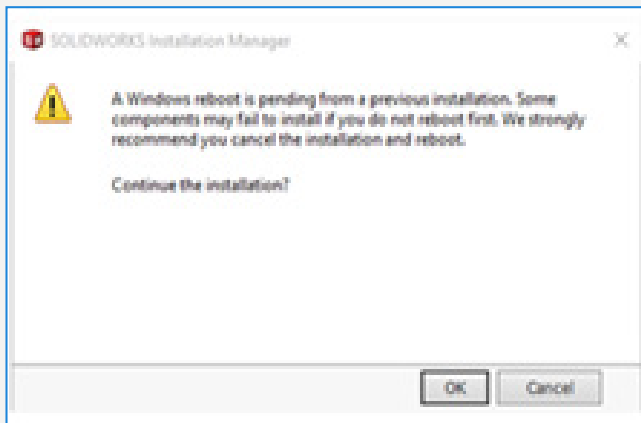 SOLIDWORKS Installation Manager
A Windows reboot is pending from a previous installation. Some
components may fail to install if you do not reboot first. We strongly
recommend you cancel the installation and reboot.
Continue the installation?
OK Cancel